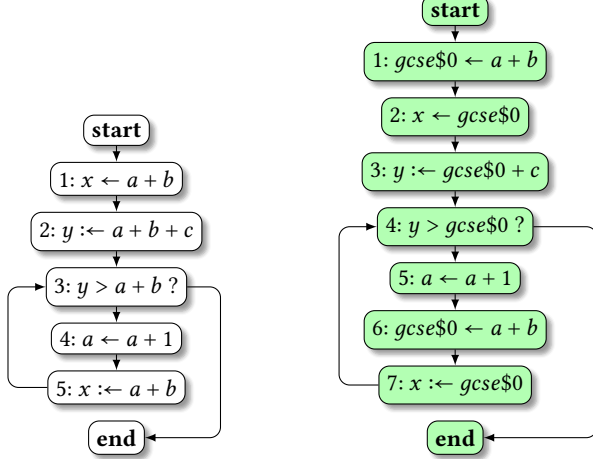 start
1: x ← a + b
2: y :← a + b + c
3: y > a + b ?
4: a ← a + 1
5: x :← a + b
end
start
1: gcse$0 ← a + b
2: x ← gcse$0
3: y :← gcse$0 + c
4: y > gcse$0 ?
5: a ← a + 1
6: gcse$0 ← a + b
7: x :← gcse$0
end